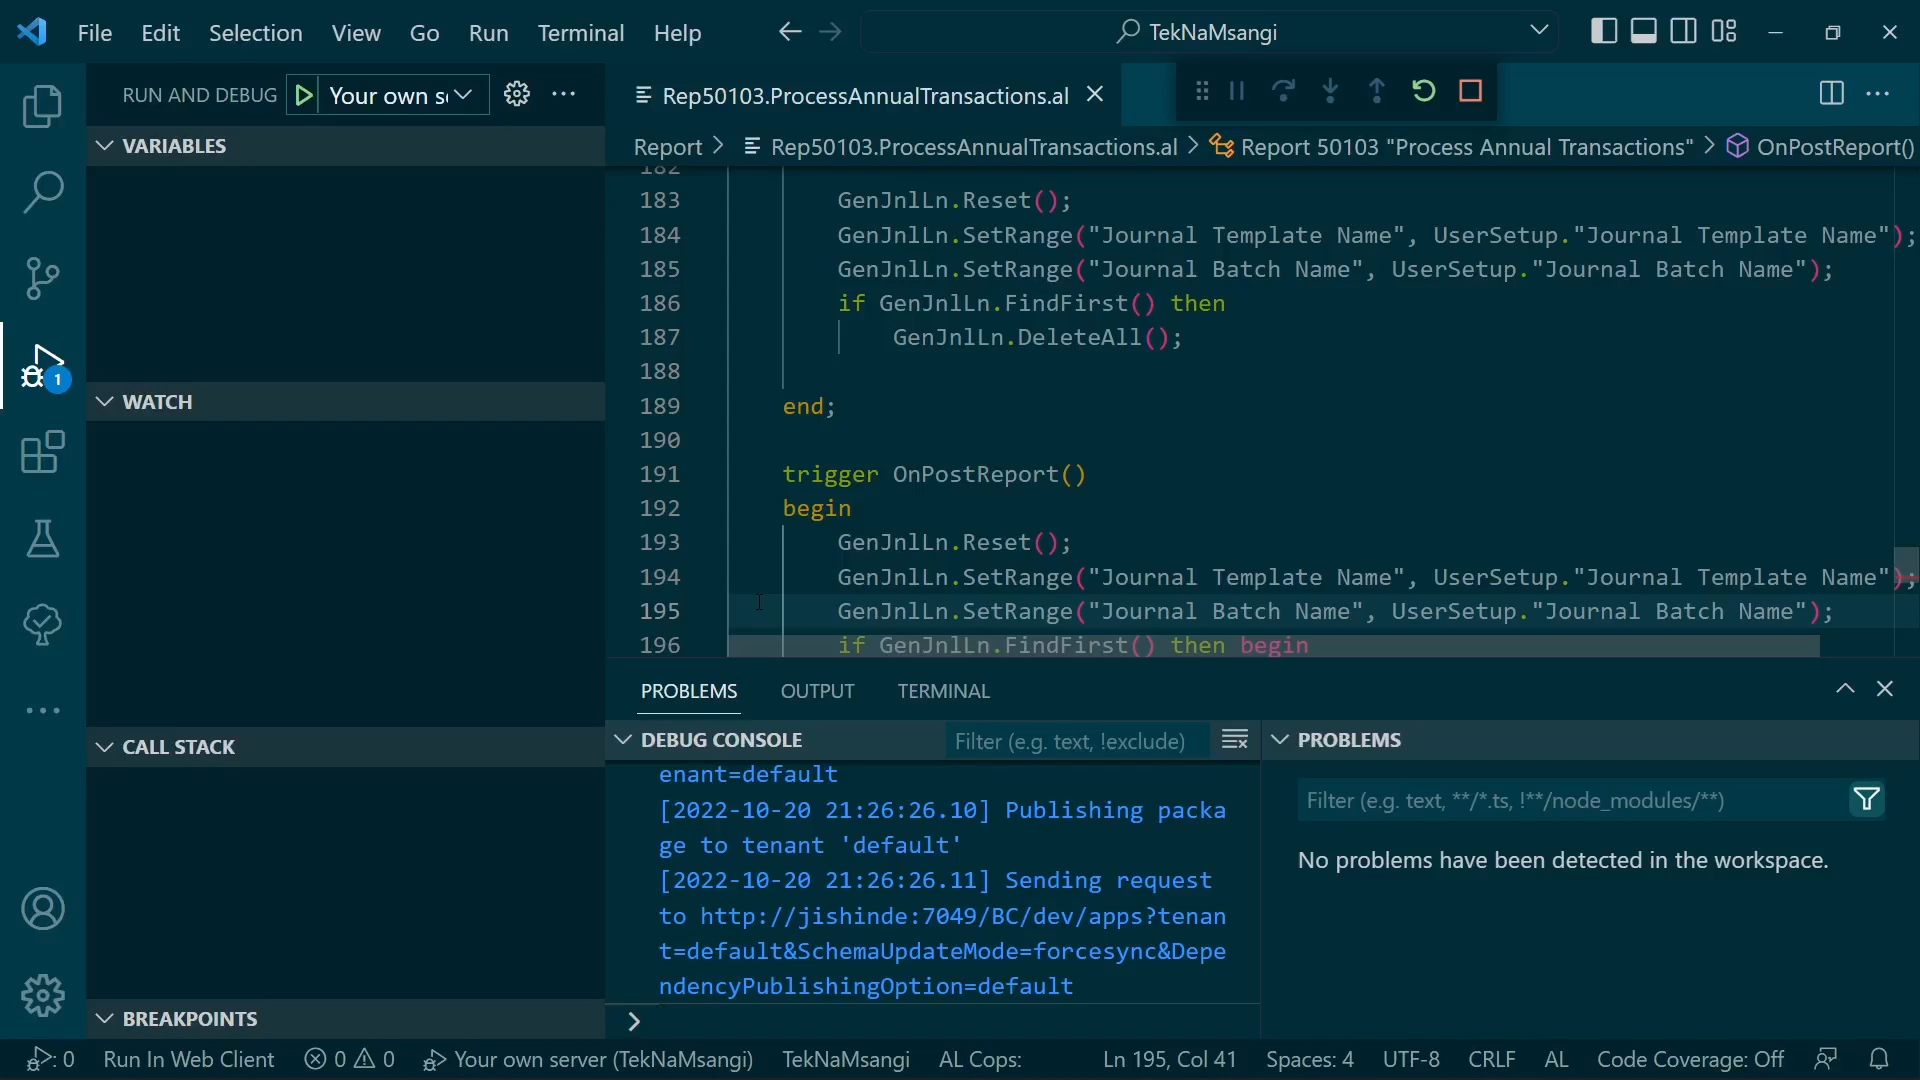 File Edit Selection View Go Run Terminal Help TekNaMsangi
RUN AND DEBUG Your own s
Rep50103.ProcessAnnualTransactions.al
VARIABLES
Report > Rep50103.ProcessAnnualTransactions.al > Report 50103 "Process Annual Transactions" > OnPostReport()
182
183 GenJnlLn.Reset();
184 GenJnlLn.SetRange("Journal Template Name", UserSetup."Journal Template Name");
185 GenJnlLn.SetRange("Journal Batch Name", UserSetup."Journal Batch Name");
186 if GenJnlLn.FindFirst() then
187 GenJnlLn.DeleteAll();
188
189 end;
190
191 trigger OnPostReport()
192 begin
193 GenJnlLn.Reset();
194 GenJnlLn.SetRange("Journal Template Name", UserSetup."Journal Template Name");
195 GenJnlLn.SetRange("Journal Batch Name", UserSetup."Journal Batch Name");
196 if GenJnlLn.FindFirst() then begin
1
WATCH
CALL STACK
BREAKPOINTS
PROBLEMS OUTPUT TERMINAL
DEBUG CONSOLE Filter (e.g. text, !exclude)
enant=default
[2022-10-20 21:26:26.10] Publishing packa
ge to tenant 'default'
[2022-10-20 21:26:26.11] Sending request
to http://jishinde:7049/BC/dev/apps?tenan
t=default&SchemaUpdateMode=forcesync&Depe
ndencyPublishingOption=default
>
PROBLEMS
Filter (e.g. text, **/*.ts, !**/node_modules/**)
No problems have been detected in the workspace.
: 0 Run In Web Client 0 0 Your own server (TekNaMsangi) TekNaMsangi AL Cops: Ln 195, Col 41 Spaces: 4 UTF-8 CRLF AL Code Coverage: Off